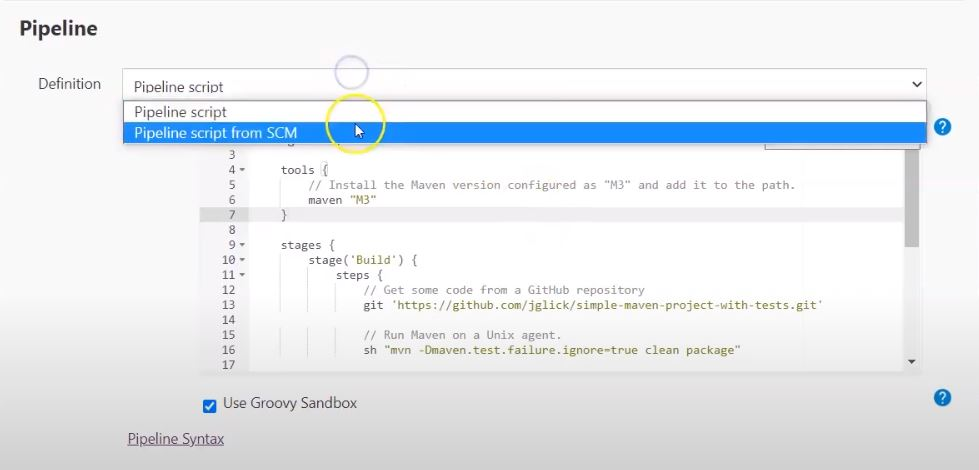 Pipeline
Definition
Pipeline script
Pipeline script
Pipeline script from SCM
3
4 tools {
5 // Install the Maven version configured as "M3" and add it to the path.
6 maven "M3"
7 }
8
9 stages {
10 stage('Build') {
11 steps {
12 // Get some code from a GitHub repository
13 git 'https://github.com/jglick/simple-maven-project-with-tests.git'
14
15 // Run Maven on a Unix agent.
16 sh "mvn -Dmaven.test.failure.ignore=true clean package"
17
Use Groovy Sandbox
Pipeline Syntax